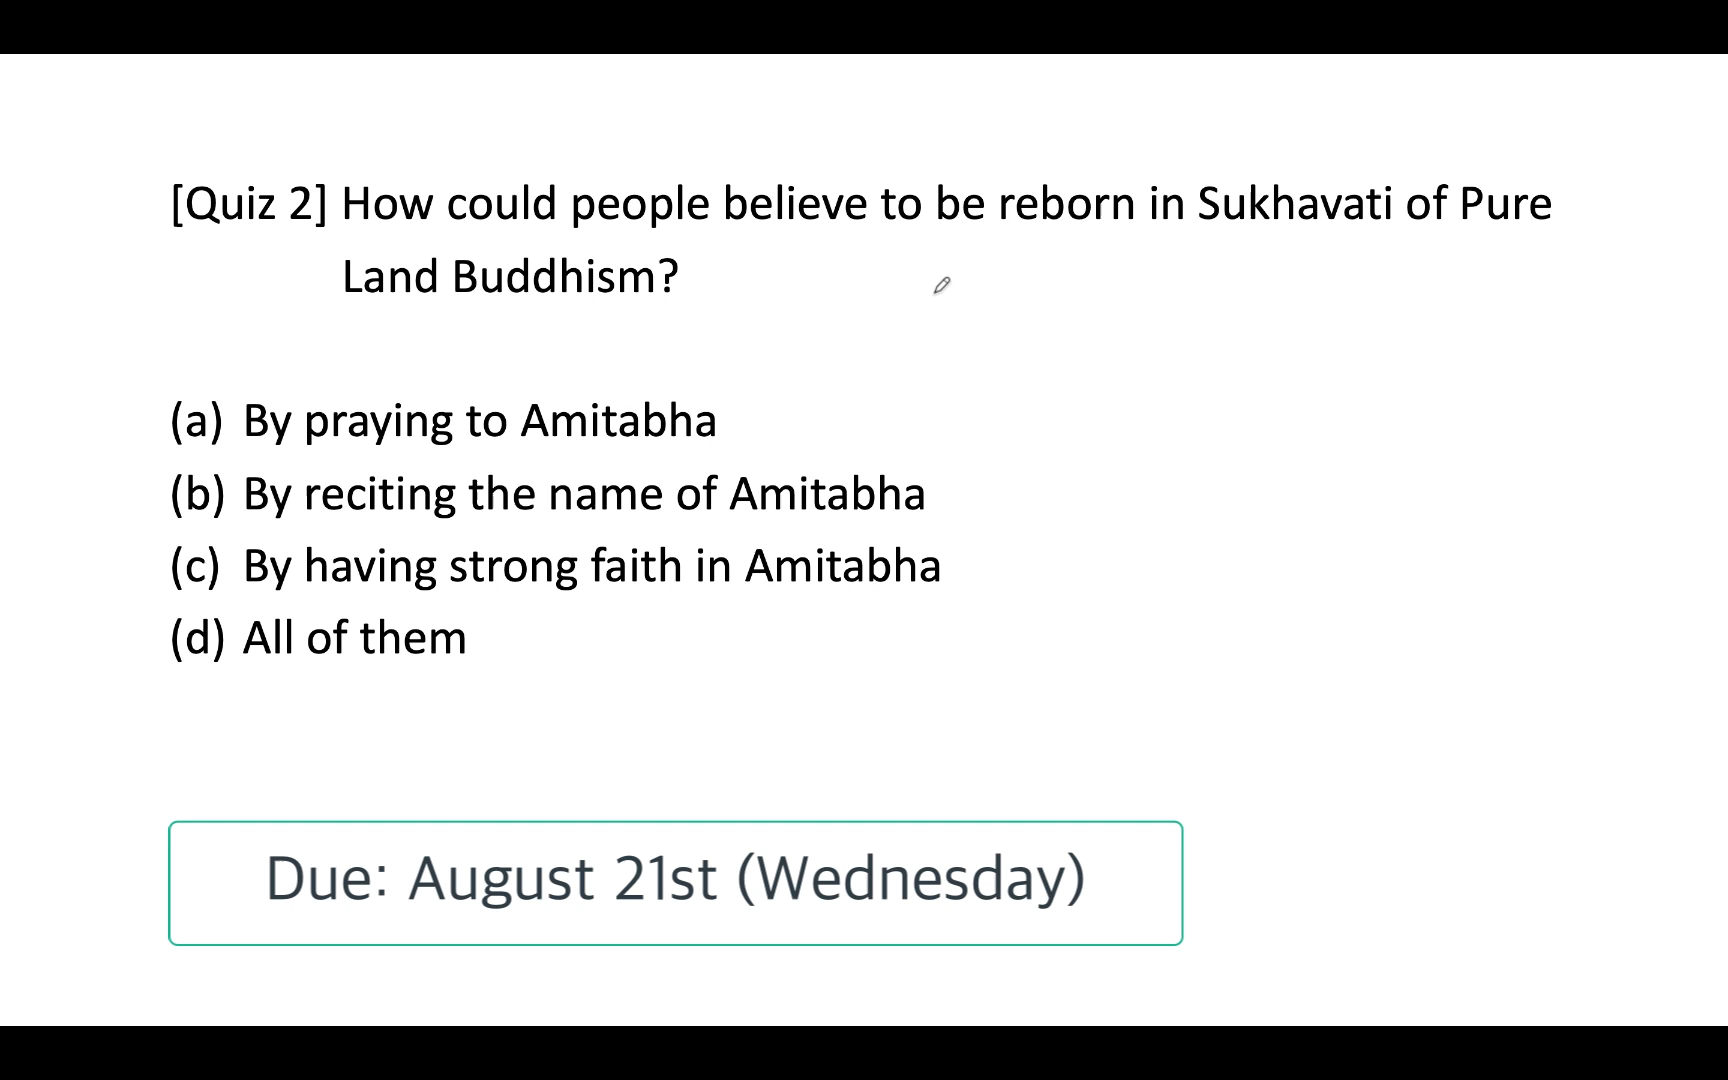 [Quiz 2] How could people believe to be reborn in Sukhavati of Pure
Land Buddhism?
(a) By praying to Amitabha
(b) By reciting the name of Amitabha
(c) By having strong faith in Amitabha
(d) All of them
Due: August 21st (Wednesday)